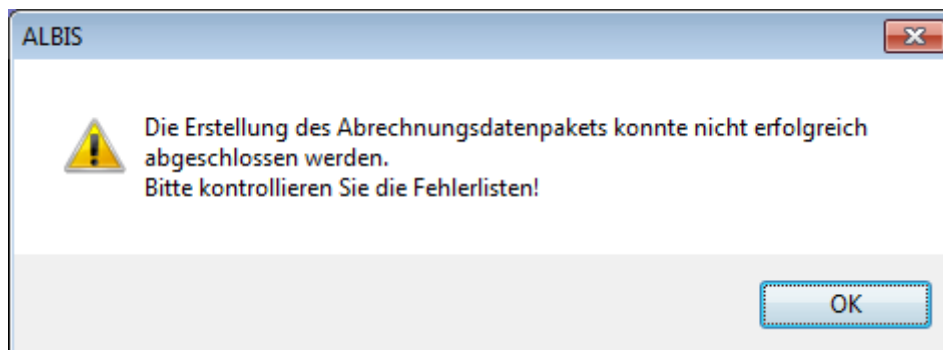 ALBIS
Die Erstellung des Abrechnungsdatenpakets konnte nicht erfolgreich
abgeschlossen werden.
Bitte kontrollieren Sie die Fehlerlisten!
OK